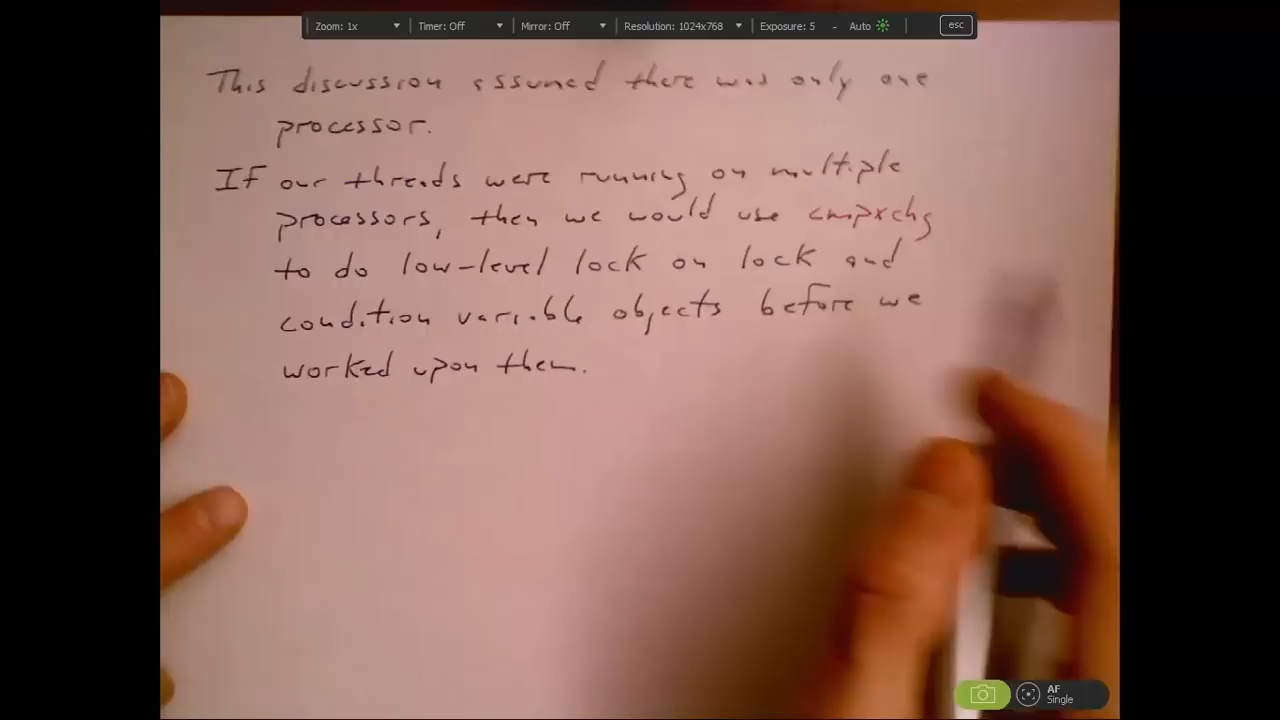 Zoom: 1x Timer: Off Mirror: Off Resolution: 1024x768 Exposure: 5 - Auto esc
This discussion assumed there was only one
processor.
If our threads were running on multiple
processors, then we would use cmpxchg
to do low-level lock on lock and
condition variable objects before we
worked upon them.
AF
Single